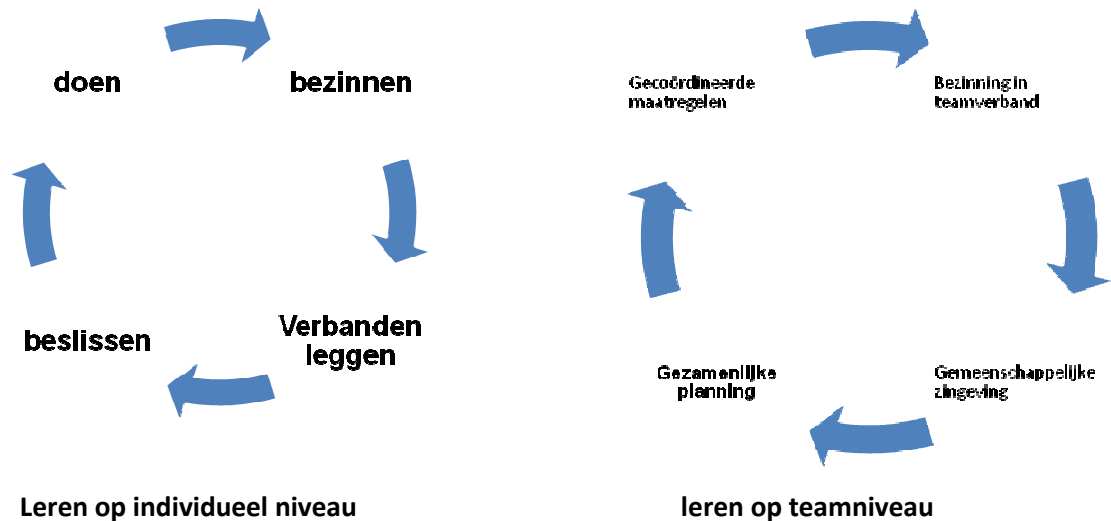 doen
bezinnen
Verbanden
leggen
beslissen
Leren op individueel niveau
Gecoördineerde
maatregelen
Bezinning in
teamverband
Gemeenschappelijke
zingeving
Gezamenlijke
planning
leren op teamniveau